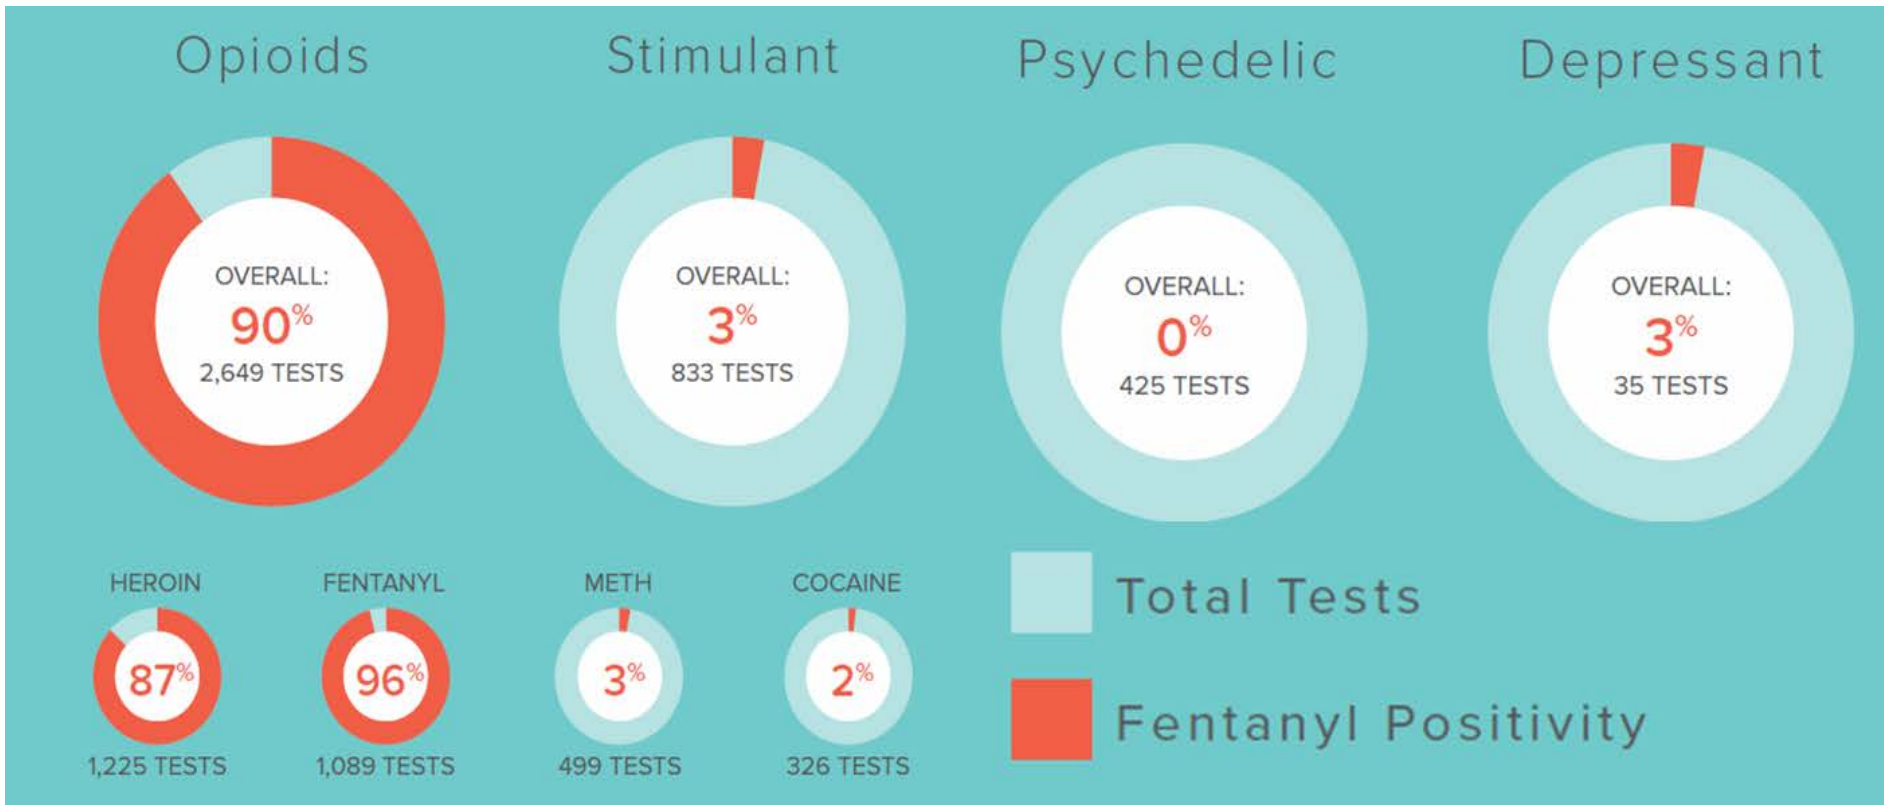 Opioids
Stimulant
Psychedelic
Depressant
OVERALL:
90%
2,649 TESTS
OVERALL:
3%
833 TESTS
OVERALL:
0%
425 TESTS
OVERALL:
3%
35 TESTS
HEROIN
87%
1,225 TESTS
FENTANYL
96%
1,089 TESTS
METH
3%
499 TESTS
COCAINE
2%
326 TESTS
Total Tests
Fentanyl Positivity